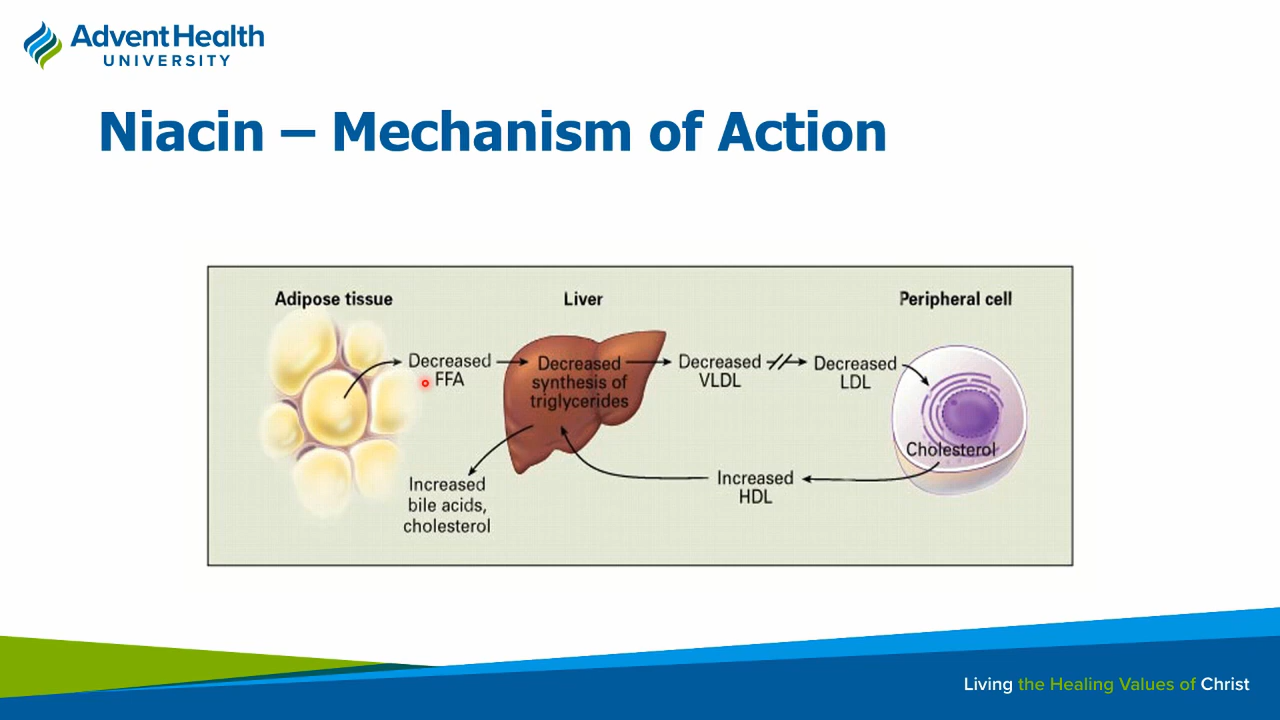 AdventHealth
UNIVERSITY
Niacin – Mechanism of Action
Adipose tissue
Liver
Peripheral cell
Decreased
FFA
Decreased
synthesis of
triglycerides
Decreased
VLDL
Decreased
LDL
Cholesterol
Increased
HDL
Increased
bile acids,
cholesterol
Living the Healing Values of Christ